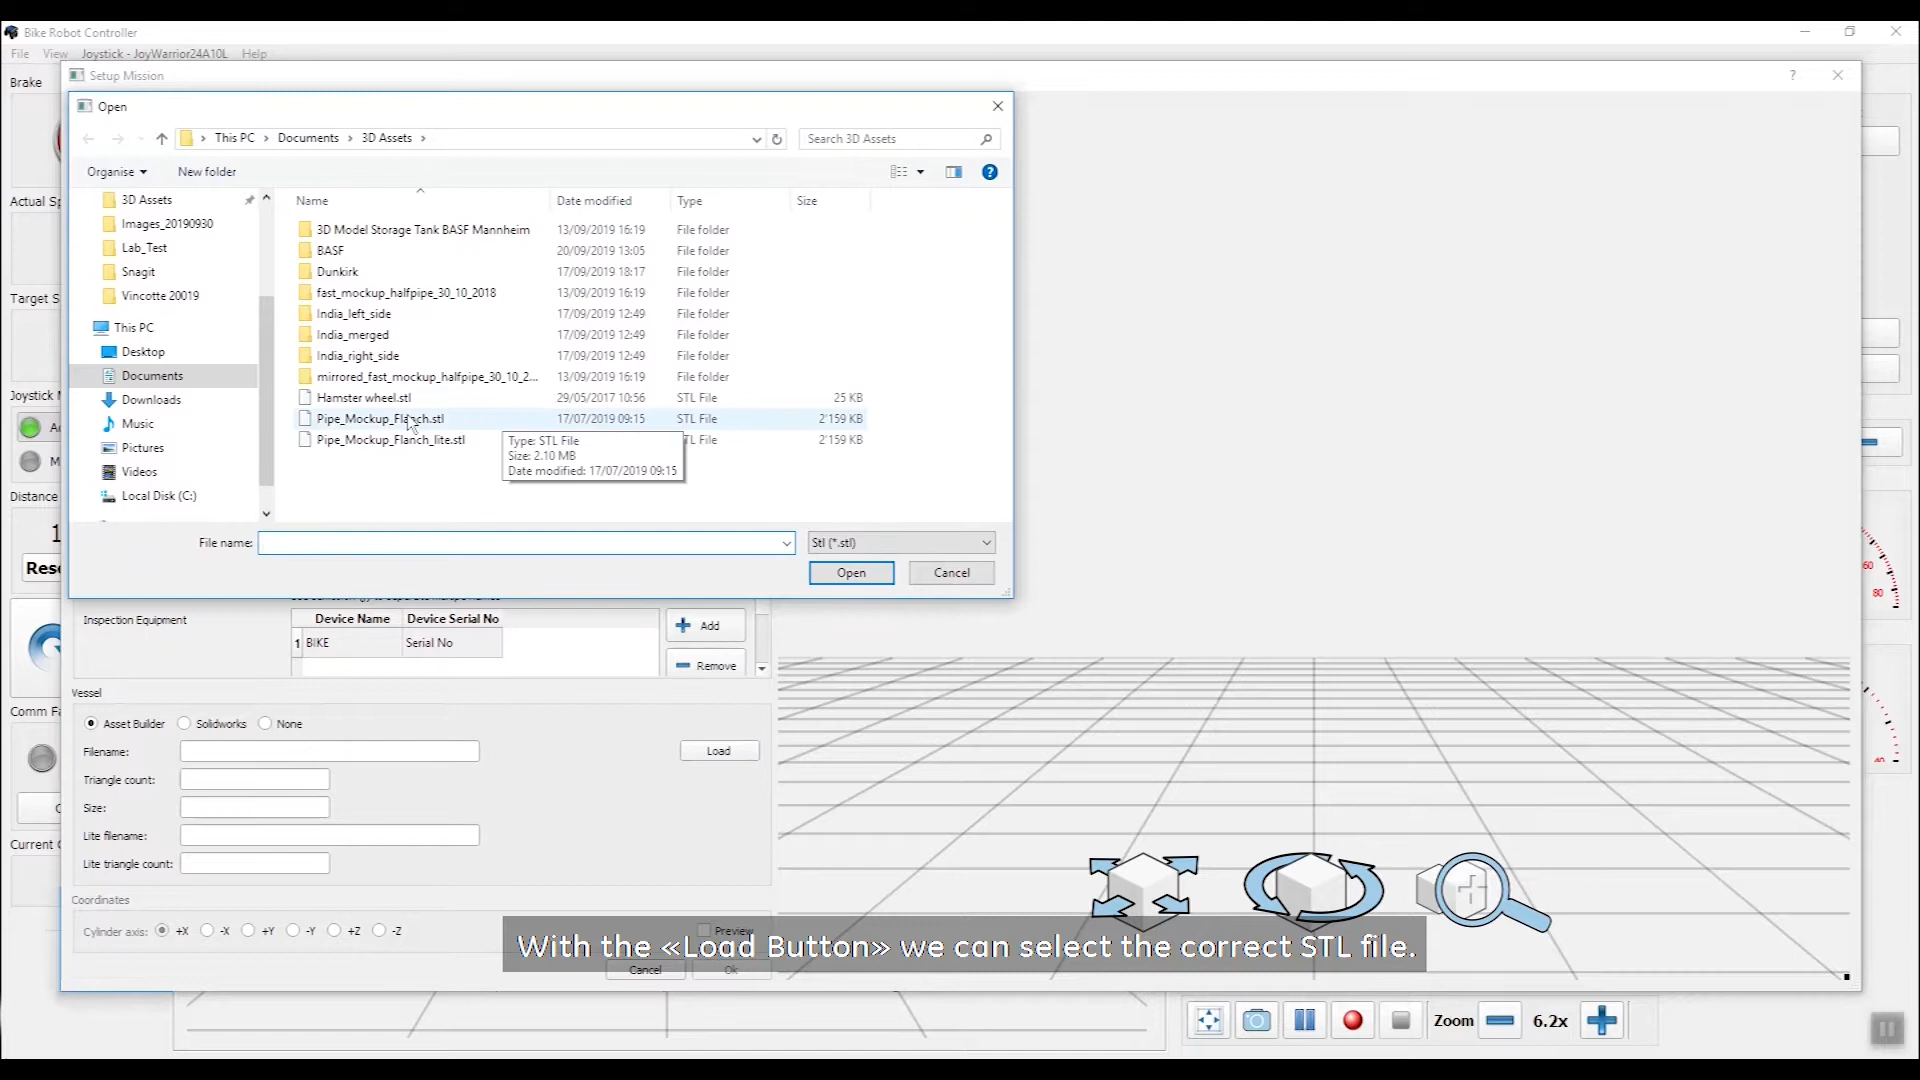 Bike Robot Controller
File View Joystick - JoyWarrior24A10L Help
Brake
Setup Mission
?
Open
This PC > Documents > 3D Assets >
Search 3D Assets
Organise New folder
Actual Sp
Target S
Joystick M
Distance
1
Rese
Comm Fa
Current
3D Assets
Images_20190930
Lab_Test
Snagit
Vincotte 20019
This PC
Desktop
Documents
Downloads
Music
Pictures
Videos
Local Disk (C:)
Name Date modified Type Size
3D Model Storage Tank BASF Mannheim 13/09/2019 16:19 File folder
BASF 20/09/2019 13:05 File folder
Dunkirk 17/09/2019 18:17 File folder
fast_mockup_halfpipe_30_10_2018 13/09/2019 16:19 File folder
India_left_side 17/09/2019 12:49 File folder
India_merged 17/09/2019 12:49 File folder
India_right_side 17/09/2019 12:49 File folder
mirrored_fast_mockup_halfpipe_30_10_2... 13/09/2019 16:19 File folder
Hamster wheel.stl 29/05/2017 10:56 STL File 25 KB
Pipe_Mockup_Flanch.stl 17/07/2019 09:15 STL File 2'159 KB
Pipe_Mockup_Flanch_lite.stl TL File 2'159 KB
Type: STL File
Size: 2.10 MB
Date modified: 17/07/2019 09:15
File name: Stl (*.stl)
Open Cancel
Inspection Equipment
Device Name Device Serial No
1 BIKE Serial No
Add
Remove
Vessel
Asset Builder Solidworks None
Filename: Load
Triangle count:
Size:
Lite filename:
Lite triangle count:
Coordinates
Cylinder axis: +X -X +Y -Y +Z -Z
Preview
Cancel Ok
With the «Load Button» we can select the correct STL file.
60
80
Zoom 6.2x